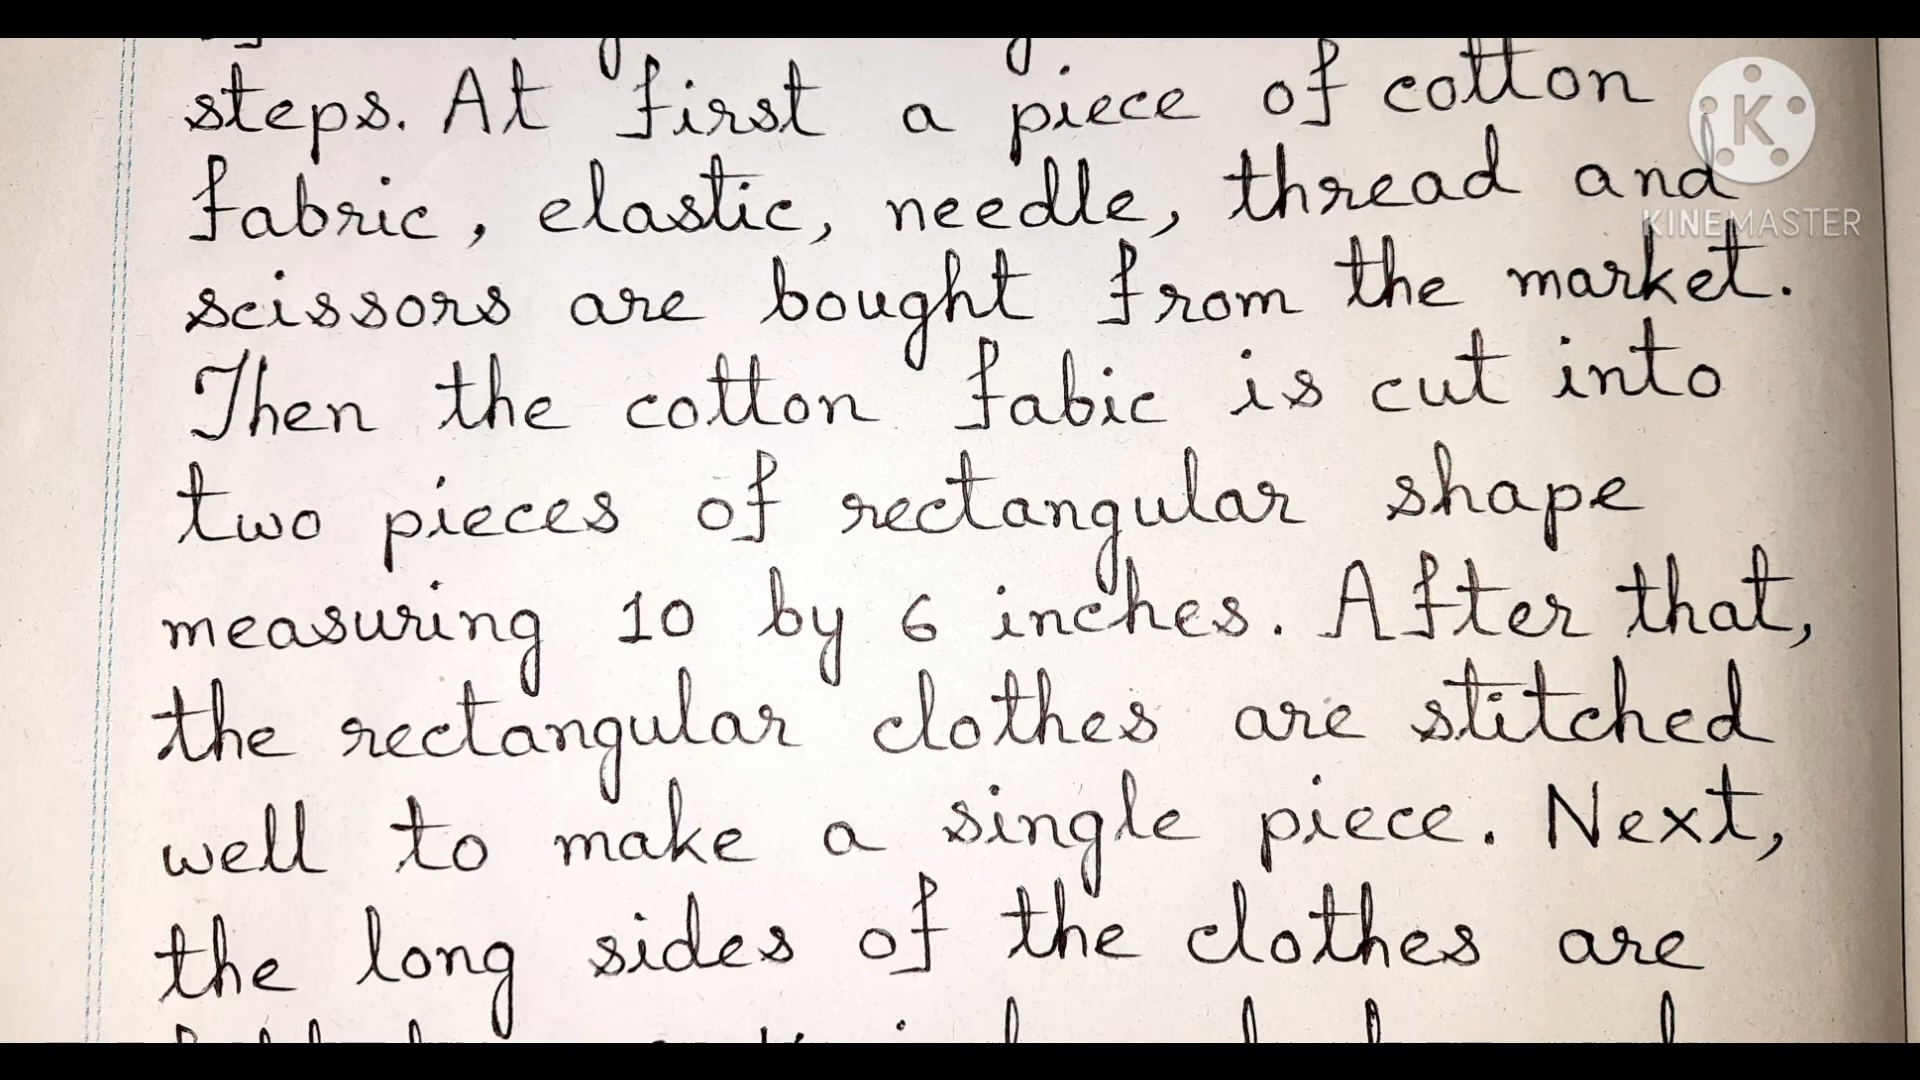 steps. At first a piece of cotton
fabric, elastic, needle, thread and
scissors are bought from the market.
Then the cotton fabic is cut into
two pieces of rectangular shape
measuring 10 by 6 inches. After that,
the rectangular clothes are stitched
well to make a single piece. Next,
the long sides of the clothes are
K
KINEMASTER